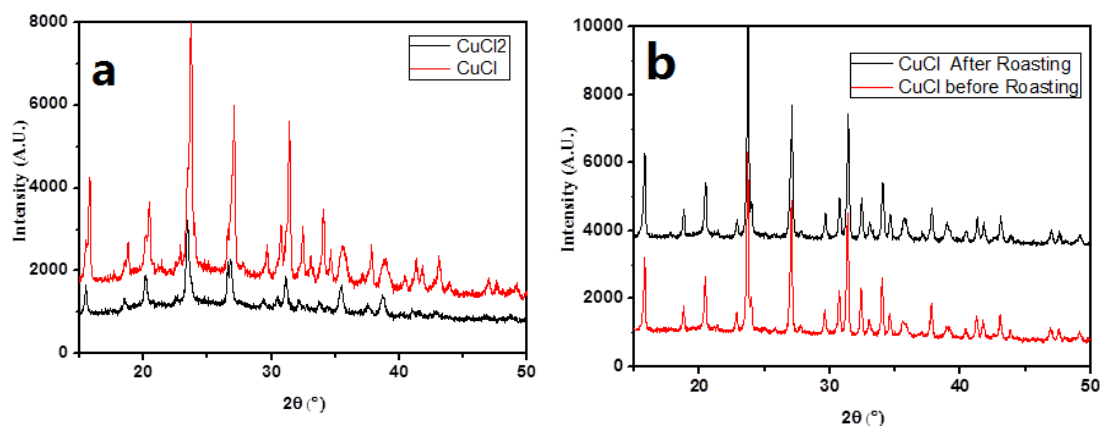 a
CuCl2
CuCl
8000
6000
4000
2000
0
Intensity (A.U.)
20
30
40
50
2θ (°)
b
CuCl After Roasting
CuCl before Roasting
10000
8000
6000
4000
2000
0
Intensity (A.U.)
20
30
40
50
2θ (°)